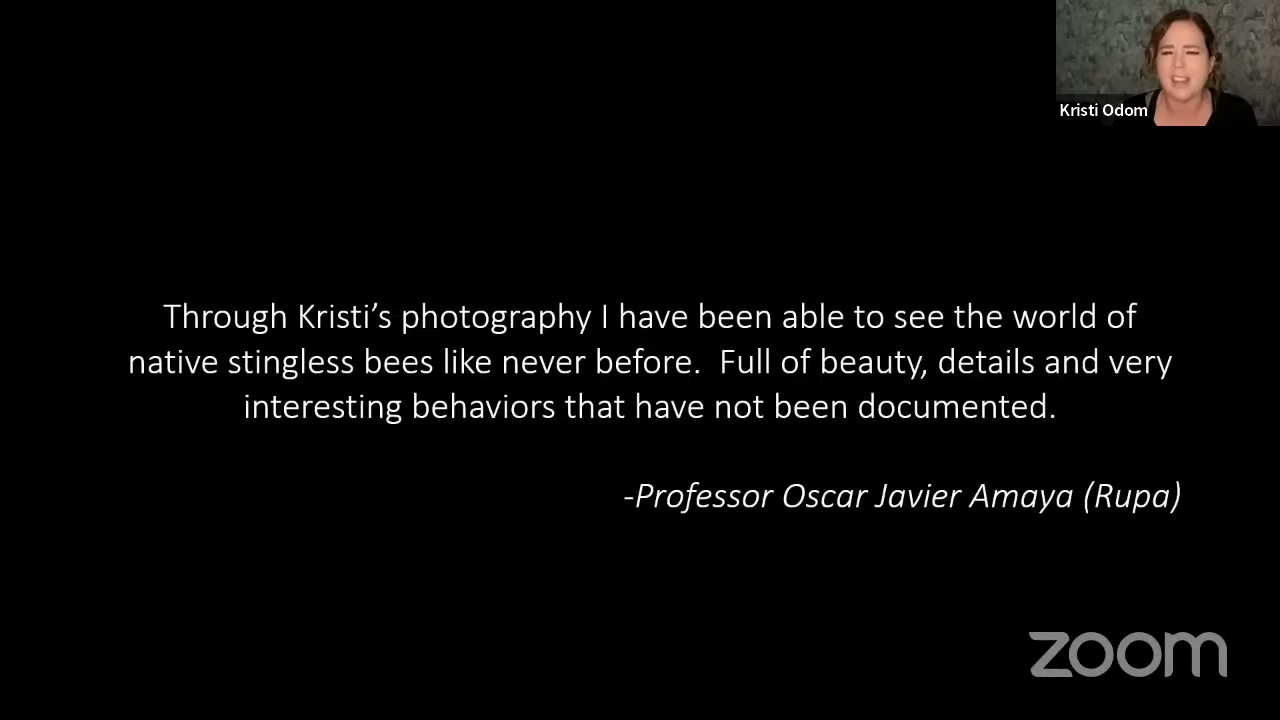 Kristi Odom
Through Kristi’s photography I have been able to see the world of
native stingless bees like never before.  Full of beauty, details and very
interesting behaviors that have not been documented.
-Professor Oscar Javier Amaya (Rupa)
zoom